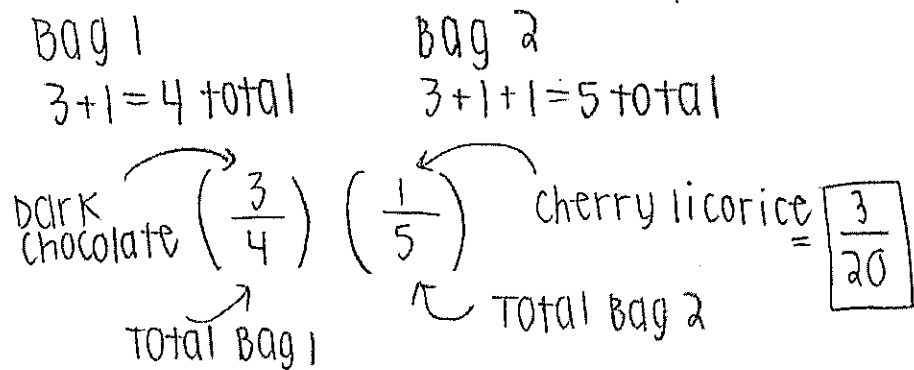 Bag 1 Bag 2
3+1=4 total 3+1+1=5 total
Dark chocolate (3/4) (1/5) cherry licorice = 3/20
Total Bag 1 Total Bag 2